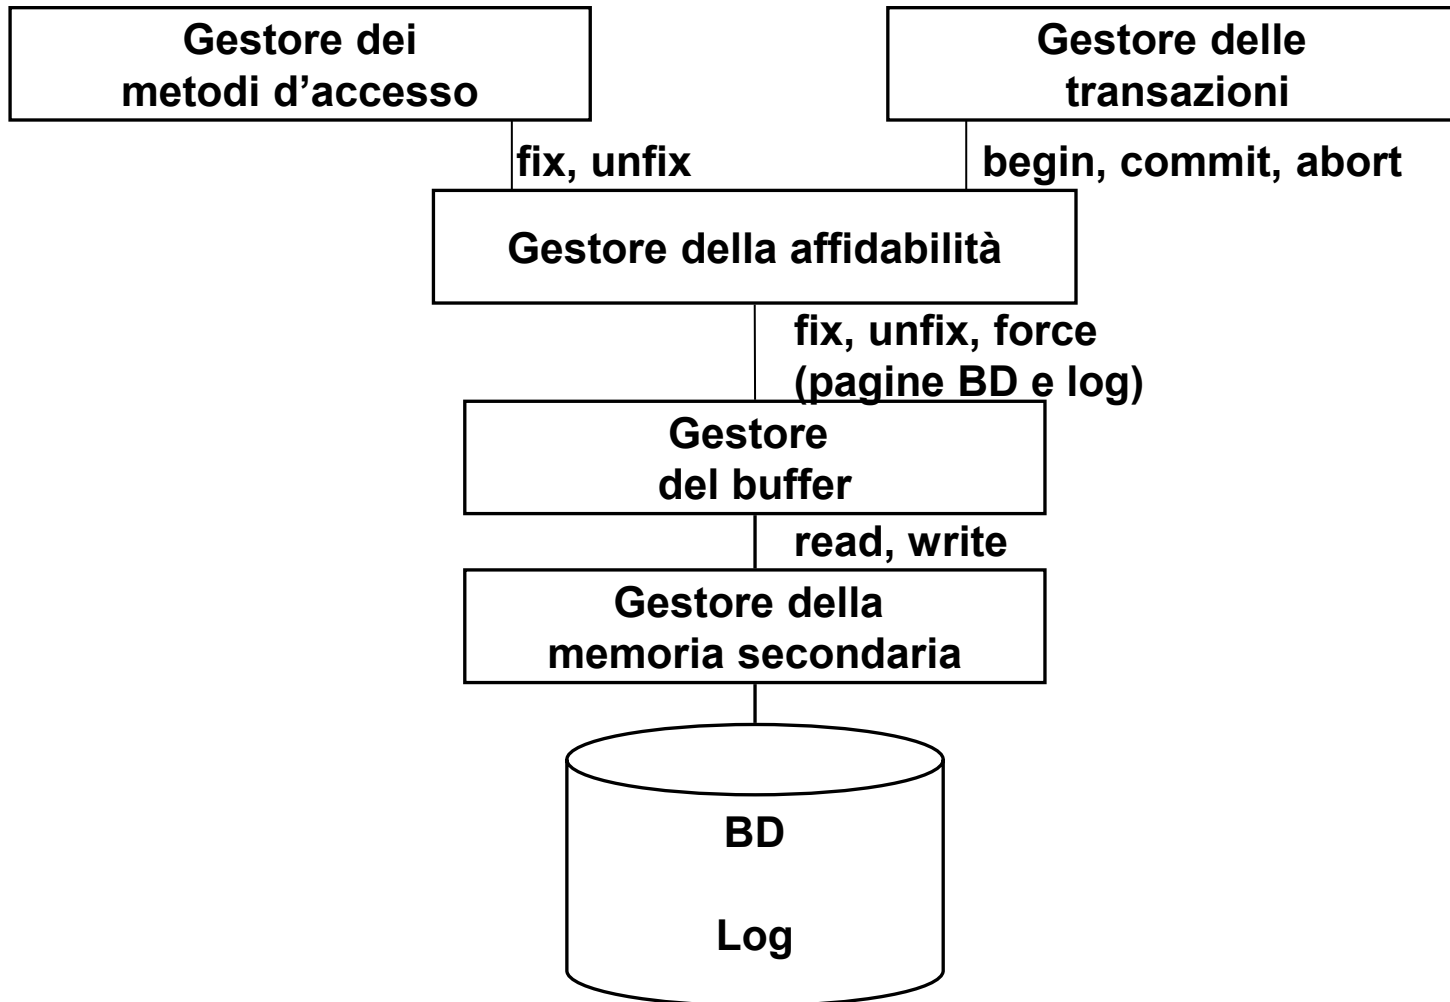 Gestore dei
metodi d’accesso
Gestore delle
transazioni
fix, unfix
begin, commit, abort
Gestore della affidabilità
fix, unfix, force
(pagine BD e log)
Gestore
del buffer
read, write
Gestore della
memoria secondaria
BD
Log